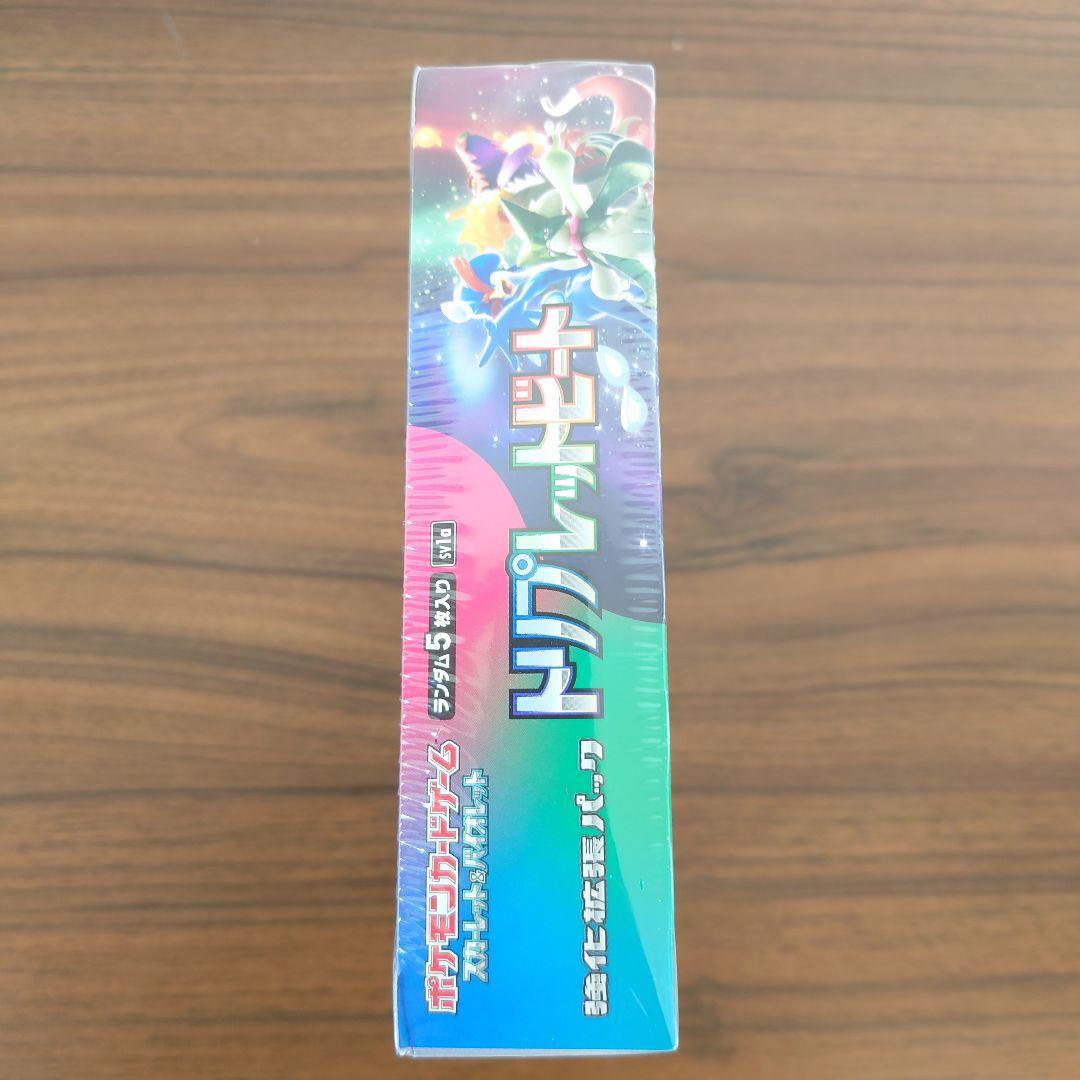 ポケモンカードゲーム
スカーレット&バイオレット
ランダム5枚入り
sv1a
強化拡張パック
トリプレットビート